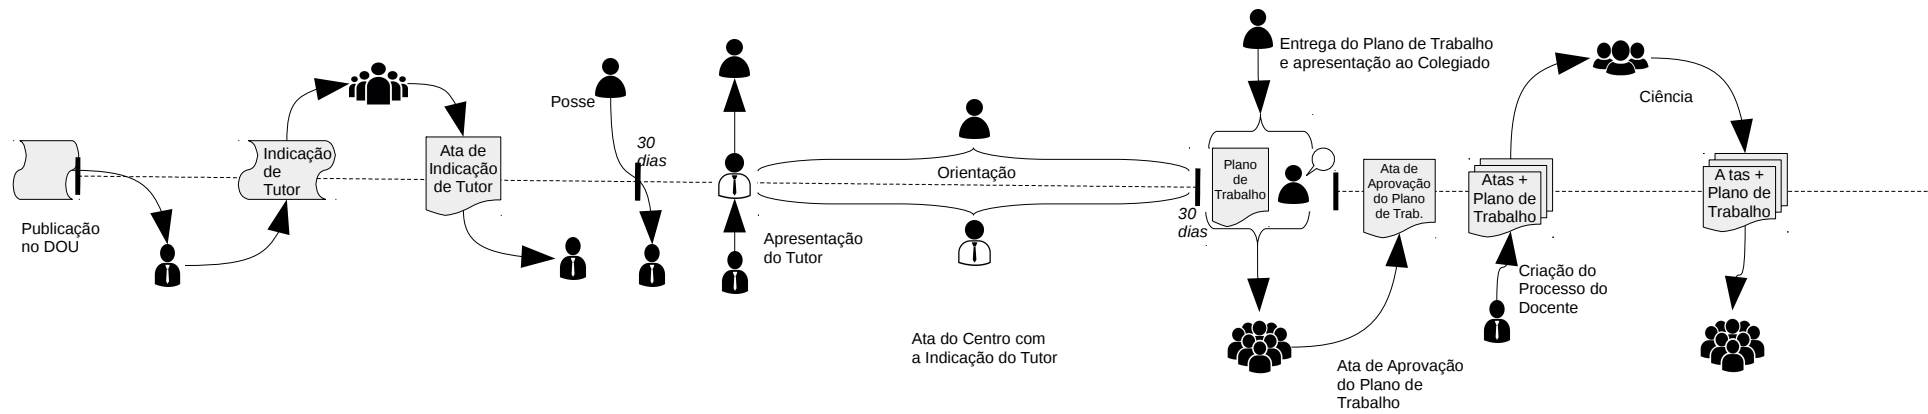 Publicação
no DOU
Indicação
de
Tutor
Ata de
Indicação
de Tutor
Posse
30
dias
Apresentação
do Tutor
Orientação
Ata do Centro com
a Indicação do Tutor
30
dias
Entrega do Plano de Trabalho
e apresentação ao Colegiado
Plano
de
Trabalho
Ata de
Aprovação
do Plano
de Trab.
Ata de Aprovação
do Plano de
Trabalho
Atas +
Plano de
Trabalho
Criação do
Processo do
Docente
Ciência
A tas +
Plano de
Trabalho